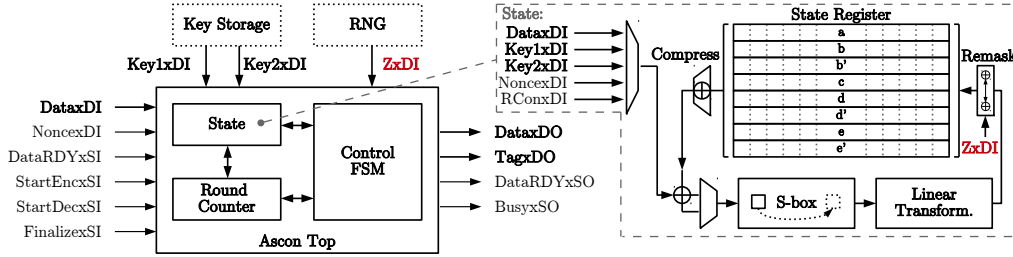 Key Storage
RNG
Key1xDI
Key2xDI
ZxDI
DataxDI
NoncexDI
DataRDYxSI
StartEncxSI
StartDecxSI
FinalizexSI
State
Round
Counter
Control
FSM
Ascon Top
DataxDO
TagxDO
DataRDYxSO
BusyxSO
State:
DataxDI
Key1xDI
Key2xDI
NoncexDI
RConxDI
Compress
State Register
a
b
b'
c
d
d'
e
e'
Remask
ZxDI
S-box
Linear
Transform.